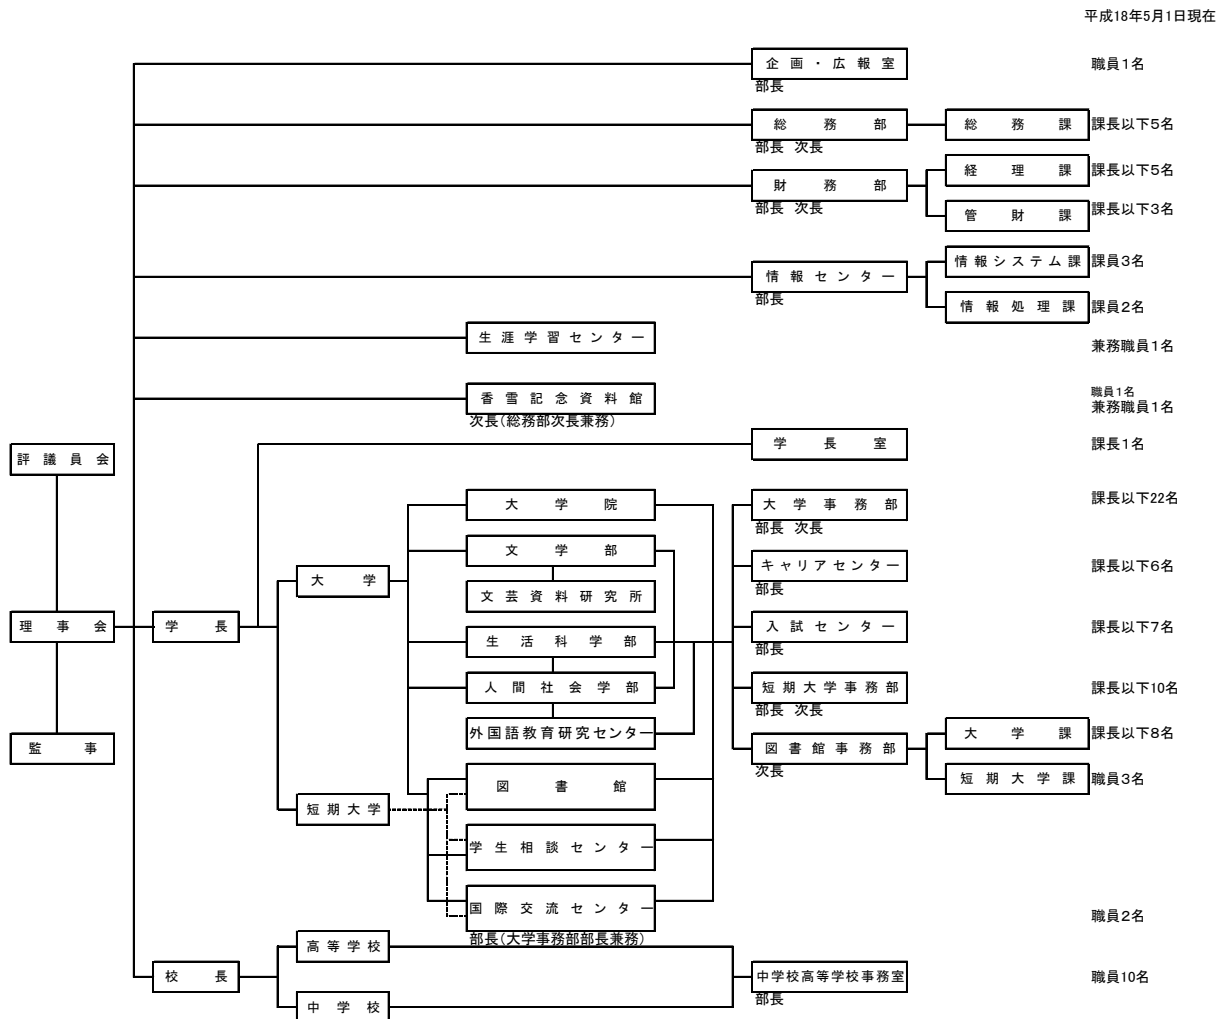 平成18年5月1日現在
企画・広報室 職員1名
部長
総務部 総務課 課長以下5名
部長 次長
経理課 課長以下5名
財務部
部長 次長
管財課 課長以下3名
情報システム課 課員3名
情報センター
部長
情報処理課 課員2名
生涯学習センター
兼務職員1名
職員1名
香雪記念資料館 兼務職員1名
次長(総務部次長兼務)
学長室 課長1名
評議員会
大学院 大学事務部 課長以下22名
部長 次長
文学部
キャリアセンター 課長以下6名
大学 部長
文芸資料研究所
理事会 学長 入試センター 課長以下7名
生活科学部
部長
人間社会学部 短期大学事務部 課長以下10名
部長 次長
外国語教育研究センター 大学課 課長以下8名
監事 図書館事務部
次長
短期大学課 職員3名
図書館
短期大学
学生相談センター
国際交流センター 職員2名
部長(大学事務部部長兼務)
高等学校
校長 中学校高等学校事務室 職員10名
部長
中学校